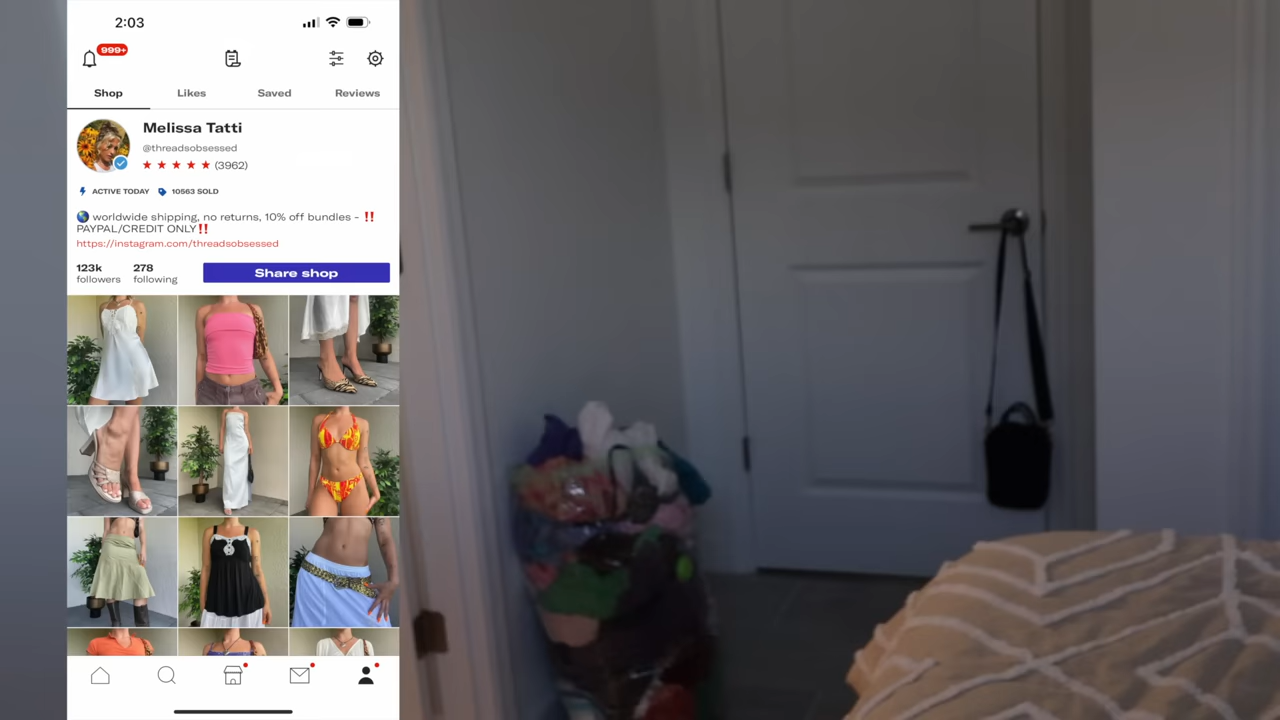 2:03
999+
Shop Likes Saved Reviews
Melissa Tatti
@threadsobsessed
(3962)
ACTIVE TODAY 10563 SOLD
🌎 worldwide shipping, no returns, 10% off bundles - ‼️
PAYPAL/CREDIT ONLY‼️
https://instagram.com/threadsobsessed
123k 278
followers following
Share shop